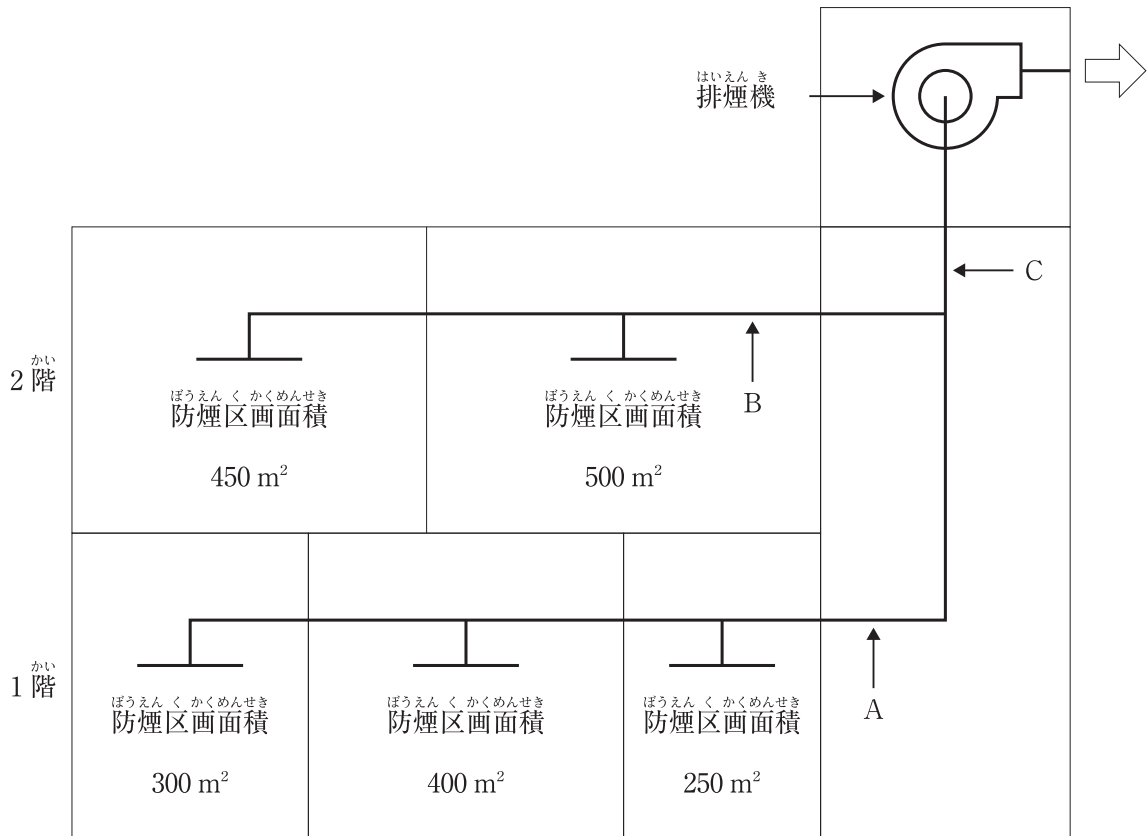 はいえんき
排煙機
C
かい
2階
ぼうえんくかくめんせき
防煙区画面積
450 m²
ぼうえんくかくめんせき
防煙区画面積
500 m²
B
かい
1階
ぼうえんくかくめんせき
防煙区画面積
300 m²
ぼうえんくかくめんせき
防煙区画面積
400 m²
ぼうえんくかくめんせき
防煙区画面積
250 m²
A